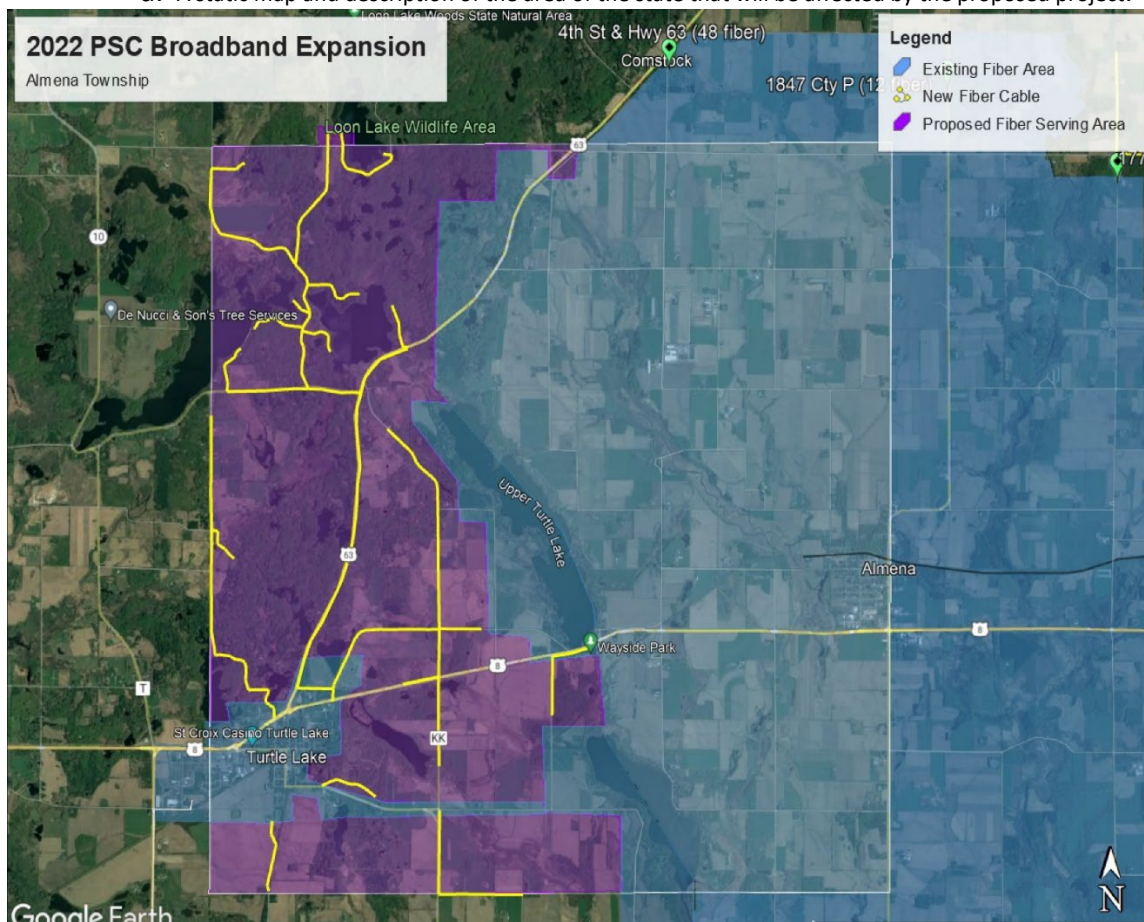 A static map and description of the area of the state that will be affected by the proposed project.
Loon Lake Woods State Natural Area
2022 PSC Broadband Expansion
Almena Township
4th St & Hwy 63 (48 fiber)
Comstock
1847 Cty P (12
Legend
Existing Fiber Area
New Fiber Cable
Proposed Fiber Serving Area
Loon Lake Wildlife Area
63
177
10
De Nucci & Son's Tree Services
Upper Turtle Lake
63
Almena
8
Wayside Park
8
T
St Croix Casino Turtle Lake
KK
8
Turtle Lake
N
Google Earth